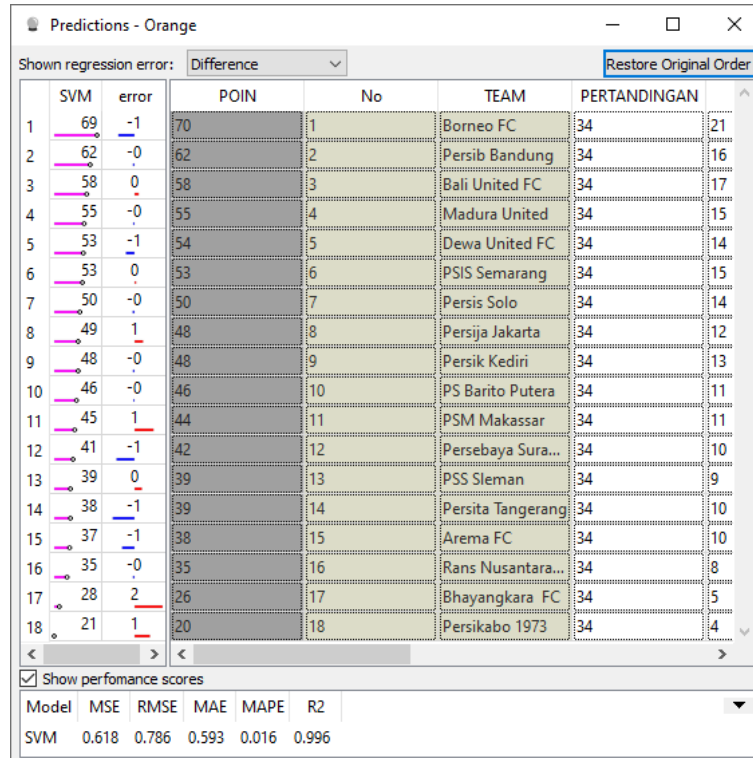 Predictions - Orange
Shown regression error: Difference Restore Original Order
SVM error POIN No TEAM PERTANDINGAN
1 69 -1 70 1 Borneo FC 34 21
2 62 -0 62 2 Persib Bandung 34 16
3 58 0 58 3 Bali United FC 34 17
4 55 -0 55 4 Madura United 34 15
5 53 -1 54 5 Dewa United FC 34 14
6 53 0 53 6 PSIS Semarang 34 15
7 50 -0 50 7 Persis Solo 34 14
8 49 1 48 8 Persija Jakarta 34 12
9 48 -0 48 9 Persik Kediri 34 13
10 46 -0 46 10 PS Barito Putera 34 11
11 45 1 44 11 PSM Makassar 34 11
12 41 -1 42 12 Persebaya Sura... 34 10
13 39 0 39 13 PSS Sleman 34 9
14 38 -1 39 14 Persita Tangerang 34 10
15 37 -1 38 15 Arema FC 34 10
16 35 -0 35 16 Rans Nusantara... 34 8
17 28 2 26 17 Bhayangkara FC 34 5
18 21 1 20 18 Persikabo 1973 34 4
Show perfomance scores
Model MSE RMSE MAE MAPE R2
SVM 0.618 0.786 0.593 0.016 0.996